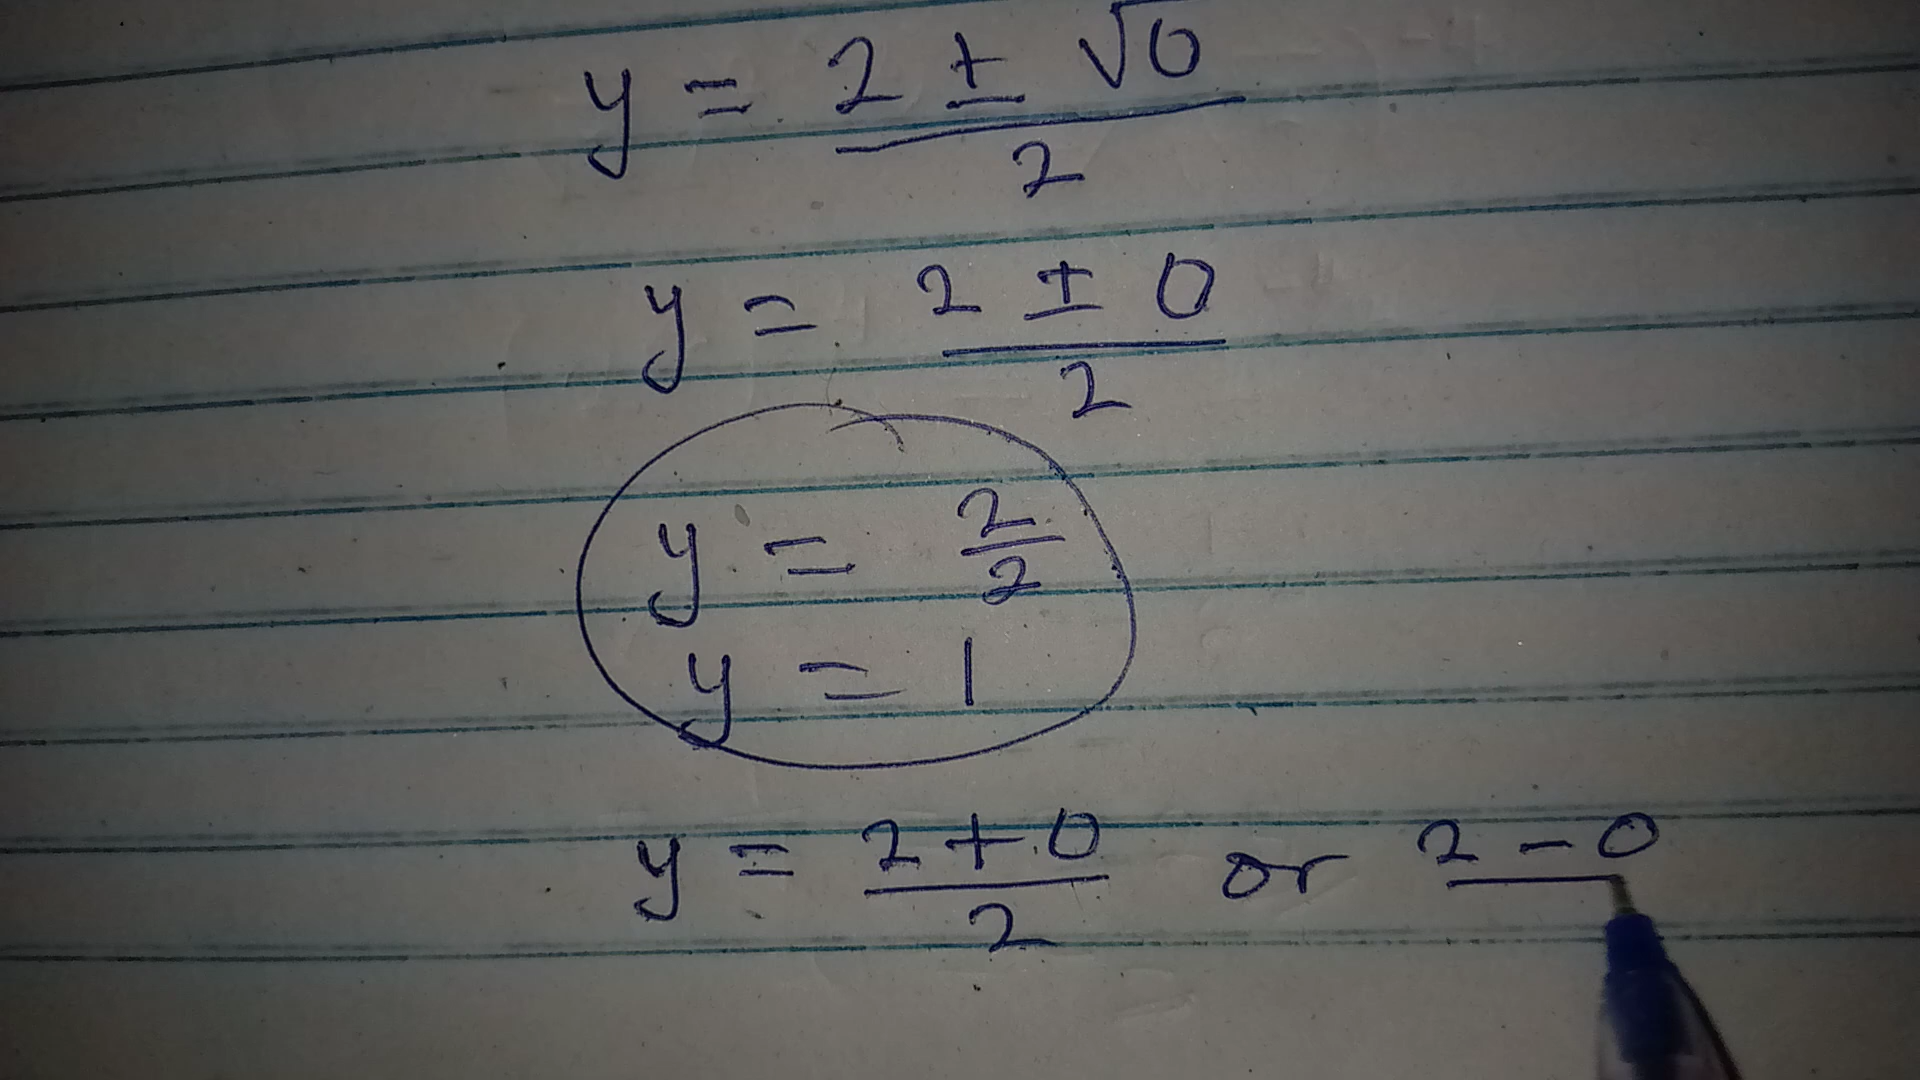 y = 2 ± √0 / 2
y = 2 ± 0 / 2
y = 2/2
y = 1
y = 2 + 0 / 2 or 2 - 0